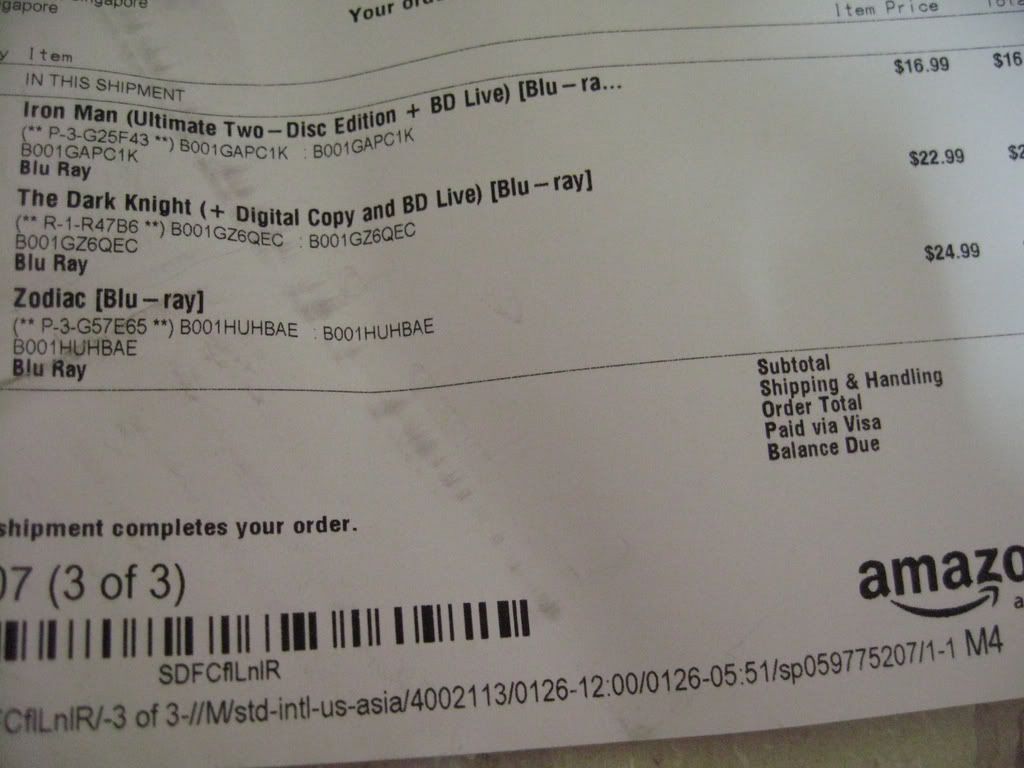 gapore
Singapore
Your
Item Price
Item
IN THIS SHIPMENT
Iron Man (Ultimate Two-Disc Edition + BD Live) [Blu-ra... $16.99 $16
(** P-3-G25F43 **) B001GAPC1K : B001GAPC1K
B001GAPC1K
Blu Ray
The Dark Knight (+ Digital Copy and BD Live) [Blu-ray] $22.99 $2
(** R-1-R47B6 **) B001GZ6QEC : B001GZ6QEC
B001GZ6QEC
Blu Ray
Zodiac [Blu-ray] $24.99
(** P-3-G57E65 **) B001HUHBAE : B001HUHBAE
B001HUHBAE
Blu Ray
Subtotal
Shipping & Handling
Order Total
Paid via Visa
Balance Due
shipment completes your order.
07 (3 of 3)
amazo
a
SDFCflLnlR
CflLnlR/-3 of 3-//M/std-intl-us-asia/4002113/0126-12:00/0126-05:51/sp059775207/1-1 M4